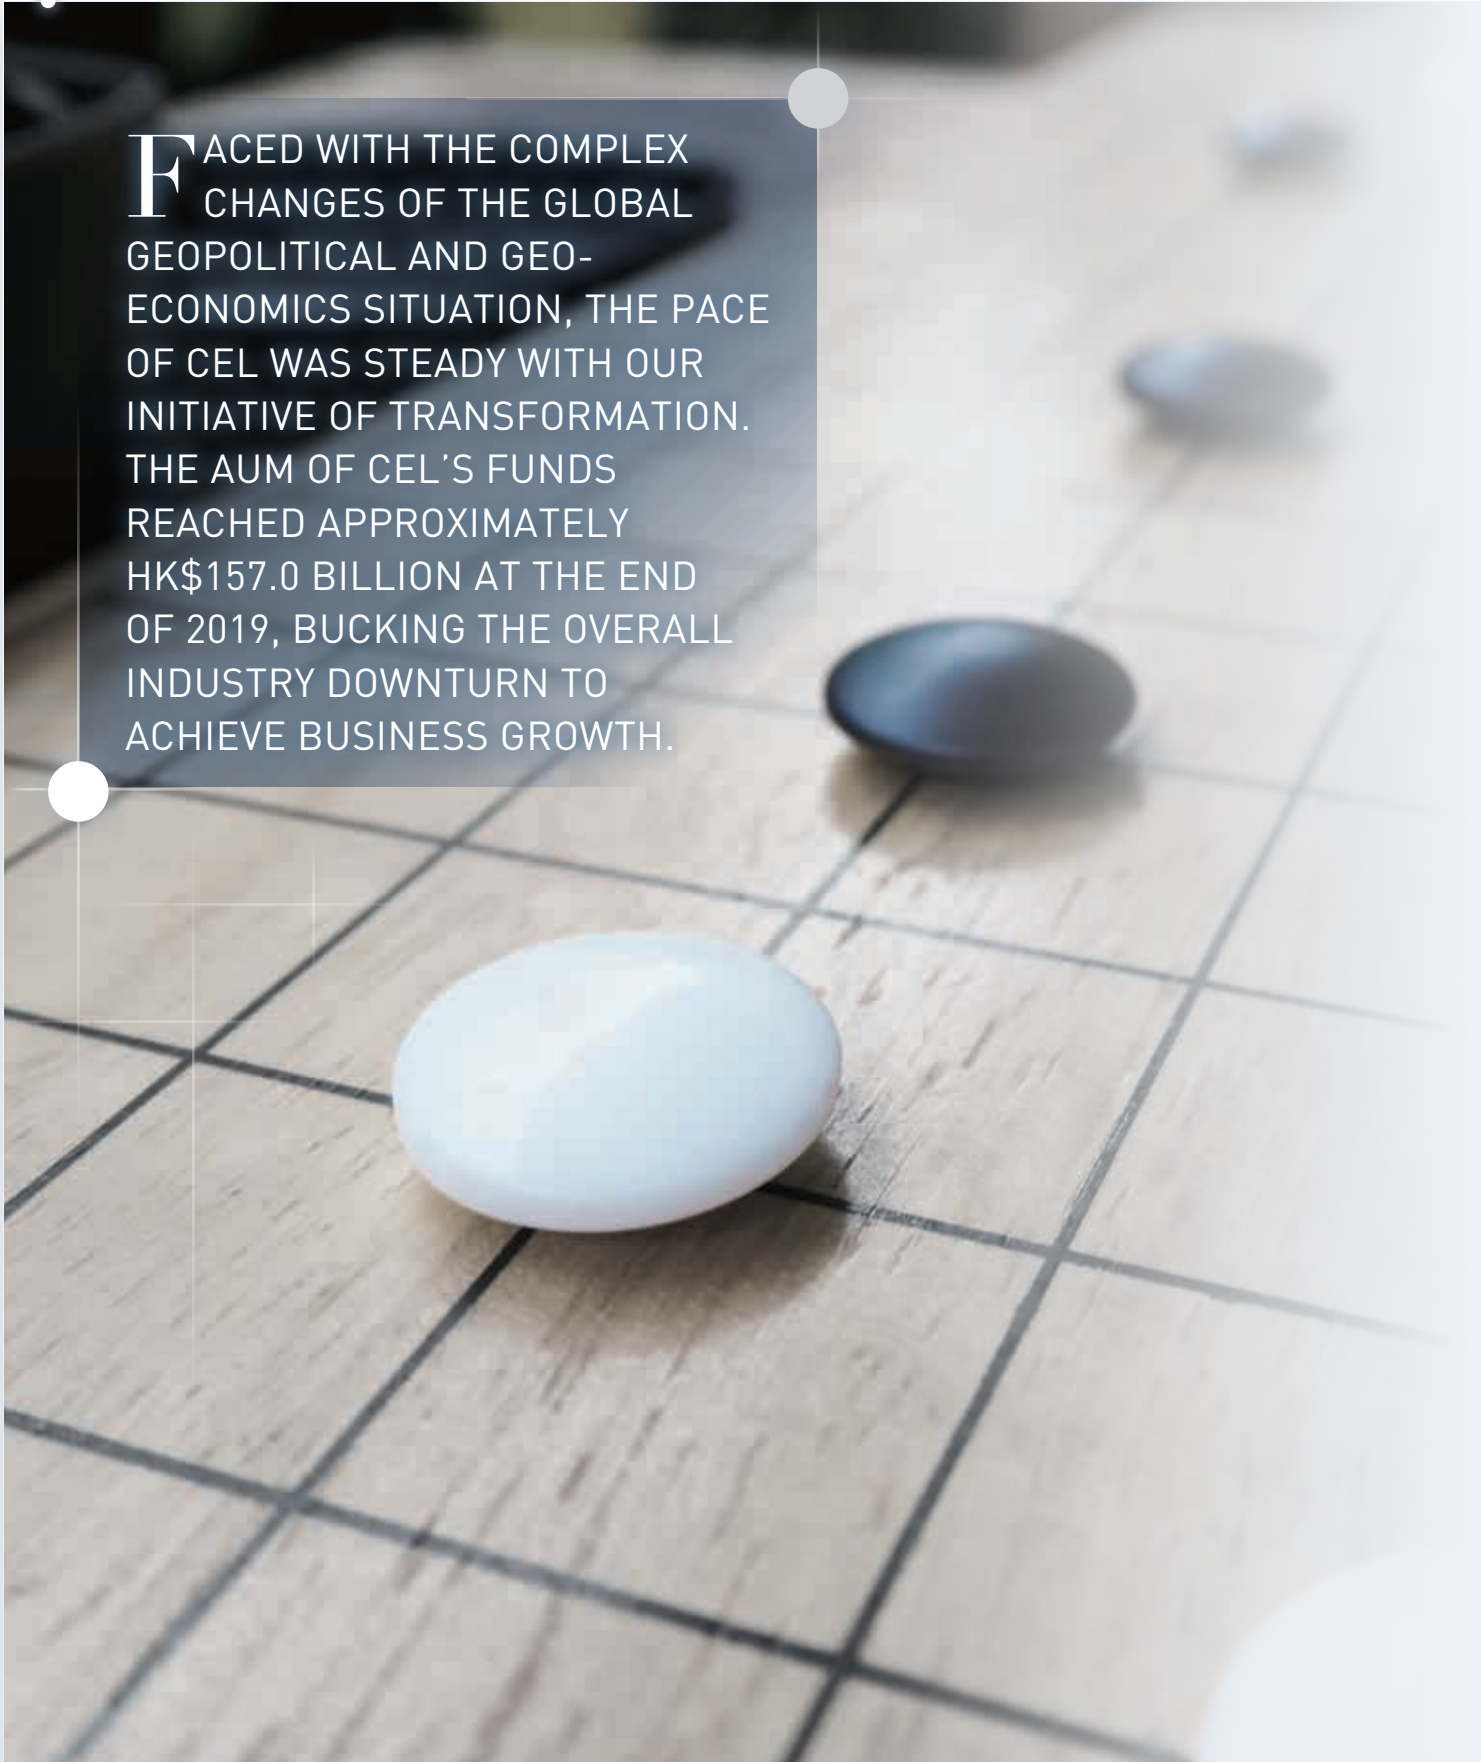 FACED WITH THE COMPLEX
CHANGES OF THE GLOBAL
GEOPOLITICAL AND GEO-
ECONOMICS SITUATION, THE PACE
OF CEL WAS STEADY WITH OUR
INITIATIVE OF TRANSFORMATION.
THE AUM OF CEL’S FUNDS
REACHED APPROXIMATELY
HK$157.0 BILLION AT THE END
OF 2019, BUCKING THE OVERALL
INDUSTRY DOWNTURN TO
ACHIEVE BUSINESS GROWTH.